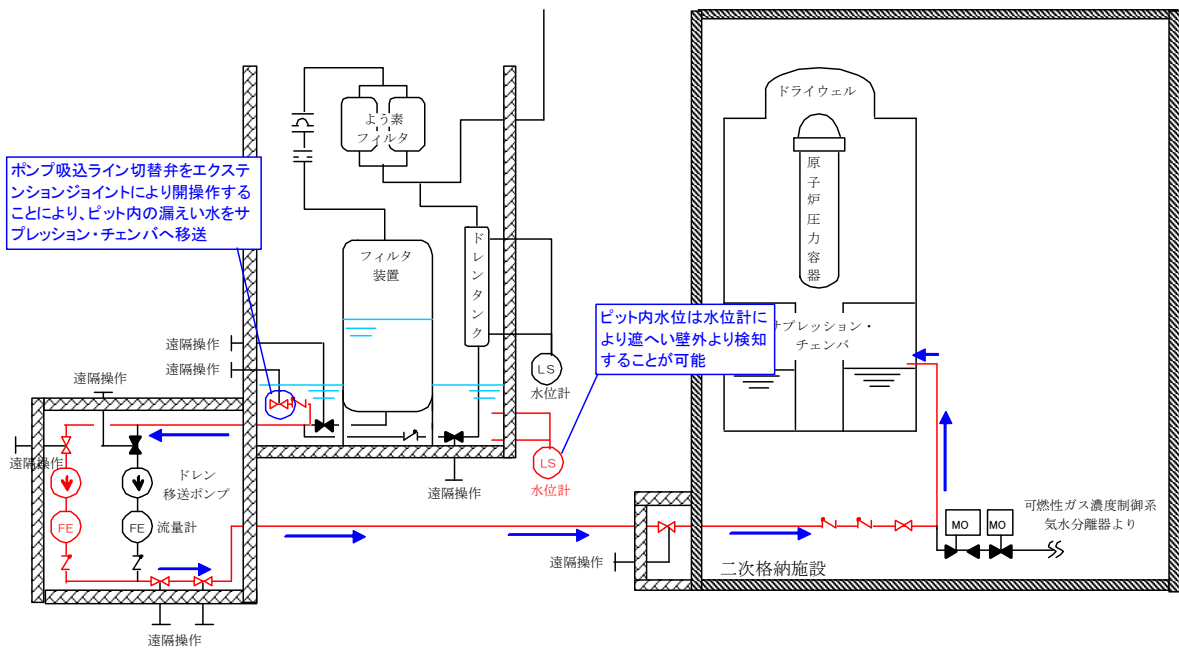 ドライウェル
よう素
フィルタ
ポンプ吸込ライン切替弁をエクステ
ンションジョイントにより開操作する
ことにより、ピット内の漏えい水をサ
プレッション・チェンバへ移送
原子炉圧力容器
フィルタ
装置
ドレンタンク
ピット内水位は水位計に
より遮へい壁外より検知
することが可能
サプレッション・
チェンバ
遠隔操作
遠隔操作
LS
水位計
遠隔操作
遠隔操作
LS
水位計
ドレン
移送ポンプ
遠隔操作
FE
FE
流量計
可燃性ガス濃度制御系
気水分離器より
MO
MO
遠隔操作
二次格納施設
遠隔操作